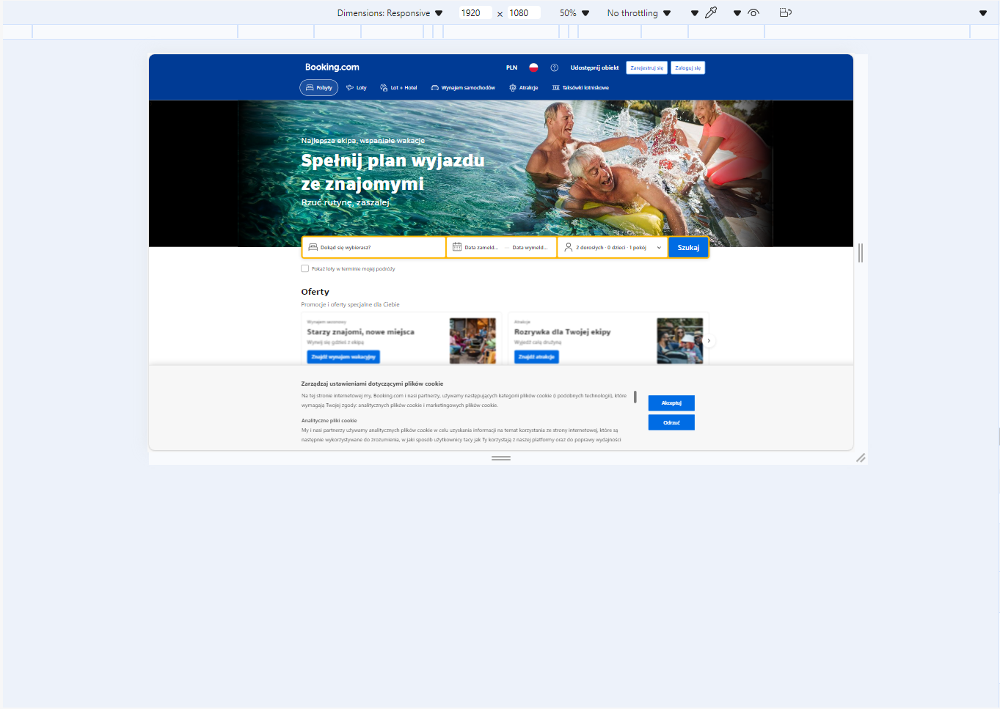 Dimensions: Responsive 1920 × 1080 50% No throttling
Booking.com PLN Udostępnij obiekt Zarejestruj się Zaloguj się
Pobyty Loty Lot + Hotel Wynajem samochodów Atrakcje Taksówki lotniskowe
Najlepsza ekipa, wspaniałe wakacje
Spełnij plan wyjazdu
ze znajomymi
Rzuć rutynę, zaszalej
Dokąd się wybierasz? Data zameld... — Data wymeld... 2 dorosłych · 0 dzieci · 1 pokój Szukaj
Pokaż loty w terminie mojej podróży
Oferty
Promocje i oferty specjalne dla Ciebie
Wynajem sezonowy
Starzy znajomi, nowe miejsca
Wyrwij się gdzieś z ekipą
Znajdź wynajem wakacyjny
Atrakcje
Rozrywka dla Twojej ekipy
Wyjedź całą drużyną
Znajdź atrakcje
Zarządzaj ustawieniami dotyczącymi plików cookie
Na tej stronie internetowej my, Booking.com i nasi partnerzy, używamy następujących kategorii plików cookie (i podobnych technologii), które
wymagają Twojej zgody: analitycznych plików cookie i marketingowych plików cookie.
Analityczne pliki cookie
My i nasi partnerzy używamy analitycznych plików cookie w celu uzyskania informacji na temat korzystania ze strony internetowej, które są
następnie wykorzystywane do zrozumienia, w jaki sposób użytkownicy tacy jak Ty korzystają z naszej platformy oraz do poprawy wydajności
Akceptuj
Odrzuć